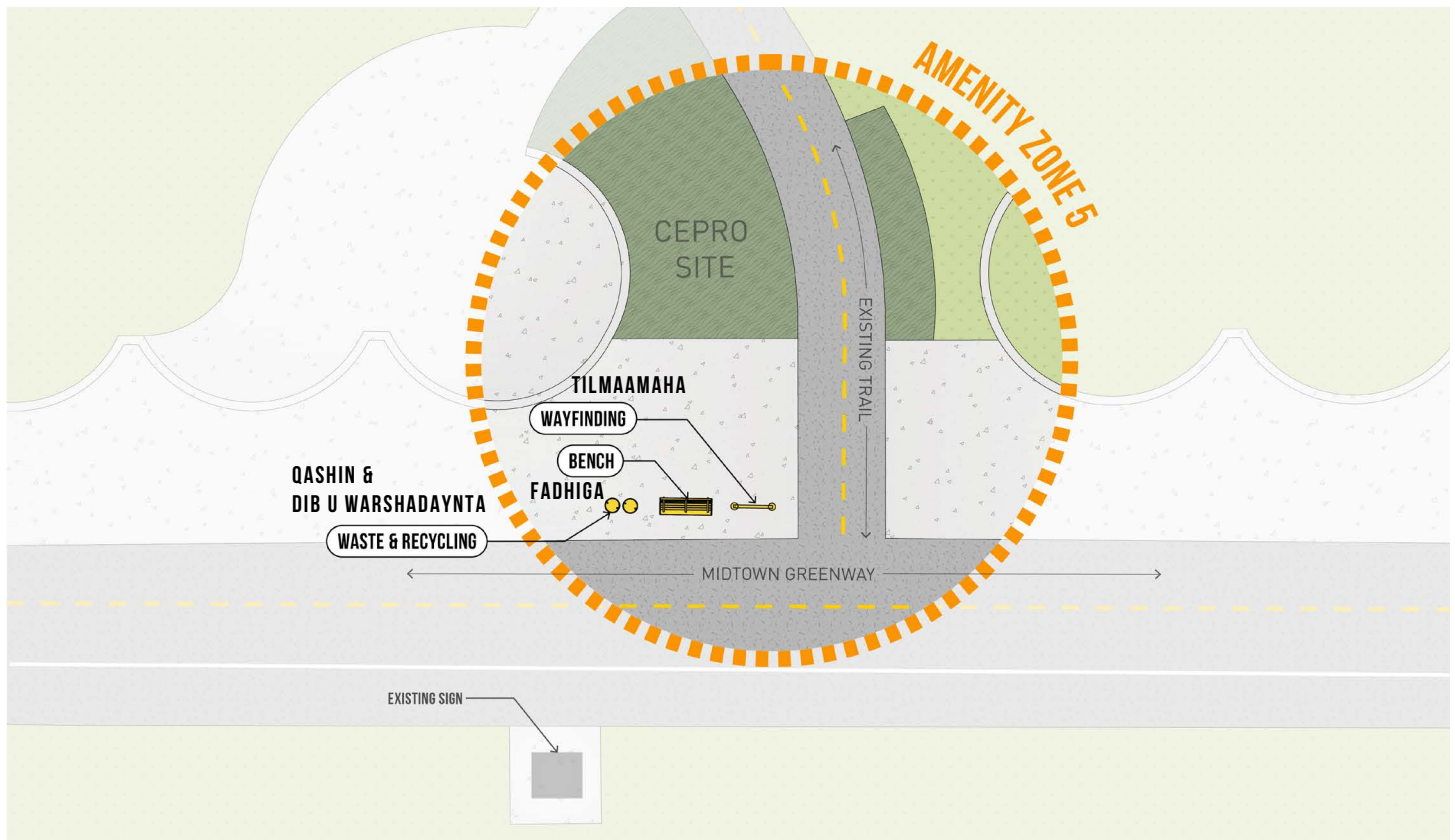 AMENITY ZONE 5
CEPRO
SITE
EXISTING TRAIL
TILMAAMAHA
WAYFINDING
BENCH
FADHIGA
QASHIN &
DIB U WARSHADAYNTA
WASTE & RECYCLING
MIDTOWN GREENWAY
EXISTING SIGN